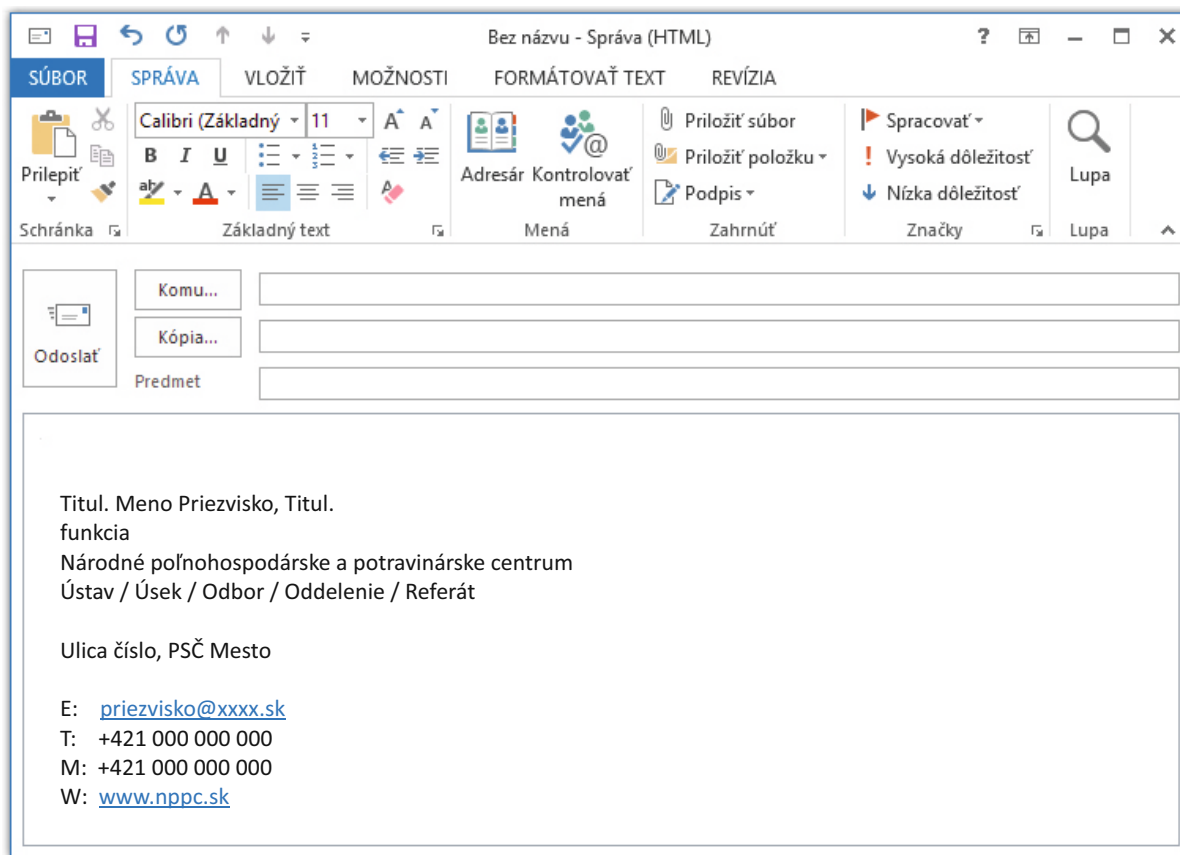 Bez názvu - Správa (HTML)
?
SÚBOR SPRÁVA VLOŽIŤ MOŽNOSTI FORMÁTOVAŤ TEXT REVÍZIA
Prilepiť
Schránka
Calibri (Základný 11 A A
B I U
ab A
Základný text
Adresár Kontrolovať
mená
Mená
Priložiť súbor
Priložiť položku
Podpis
Zahrnúť
Spracovať
! Vysoká dôležitosť
Nízka dôležitosť
Značky
Lupa
Lupa
Odoslať
Komu...
Kópia...
Predmet
Titul. Meno Priezvisko, Titul.
funkcia
Národné poľnohospodárske a potravinárske centrum
Ústav / Úsek / Odbor / Oddelenie / Referát
Ulica číslo, PSČ Mesto
E: priezvisko@xxxx.sk
T: +421 000 000 000
M: +421 000 000 000
W: www.nppc.sk